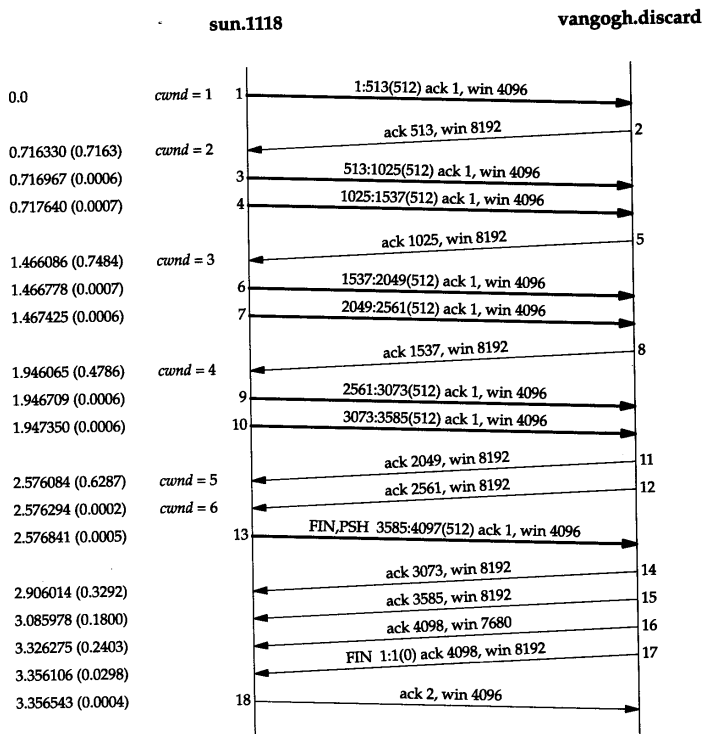 sun.1118 vangogh.discard
0.0 cwnd = 1 1 1:513(512) ack 1, win 4096
ack 513, win 8192 2
0.716330 (0.7163) cwnd = 2
0.716967 (0.0006) 3 513:1025(512) ack 1, win 4096
0.717640 (0.0007) 4 1025:1537(512) ack 1, win 4096
ack 1025, win 8192 5
1.466086 (0.7484) cwnd = 3
1.466778 (0.0007) 6 1537:2049(512) ack 1, win 4096
1.467425 (0.0006) 7 2049:2561(512) ack 1, win 4096
ack 1537, win 8192 8
1.946065 (0.4786) cwnd = 4
1.946709 (0.0006) 9 2561:3073(512) ack 1, win 4096
1.947350 (0.0006) 10 3073:3585(512) ack 1, win 4096
ack 2049, win 8192 11
2.576084 (0.6287) cwnd = 5
ack 2561, win 8192 12
2.576294 (0.0002) cwnd = 6
2.576841 (0.0005) 13 FIN,PSH 3585:4097(512) ack 1, win 4096
ack 3073, win 8192 14
2.906014 (0.3292)
ack 3585, win 8192 15
3.085978 (0.1800)
ack 4098, win 7680 16
3.326275 (0.2403)
FIN 1:1(0) ack 4098, win 8192 17
3.356106 (0.0298)
3.356543 (0.0004) 18 ack 2, win 4096